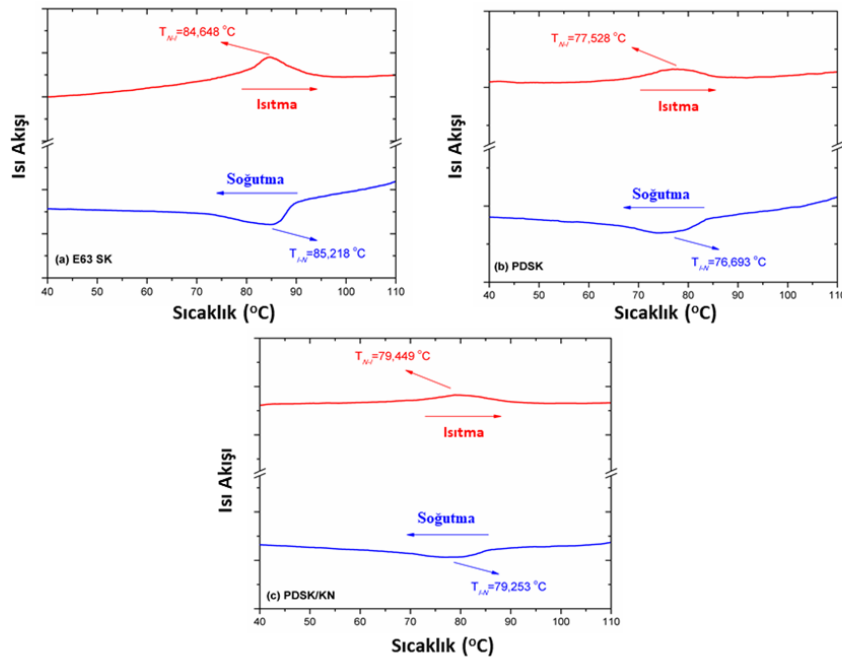 T_N-I=84,648 °C
Isıtma
Isı Akışı
Soğutma
(a) E63 SK
T_I-N=85,218 °C
40 50 60 70 80 90 100 110
Sıcaklık (°C)
T_N-I=77,528 °C
Isıtma
Isı Akışı
Soğutma
(b) PDSK
T_I-N=76,693 °C
40 50 60 70 80 90 100 110
Sıcaklık (°C)
T_N-I=79,449 °C
Isıtma
Isı Akışı
Soğutma
(c) PDSK/KN
T_I-N=79,253 °C
40 50 60 70 80 90 100 110
Sıcaklık (°C)